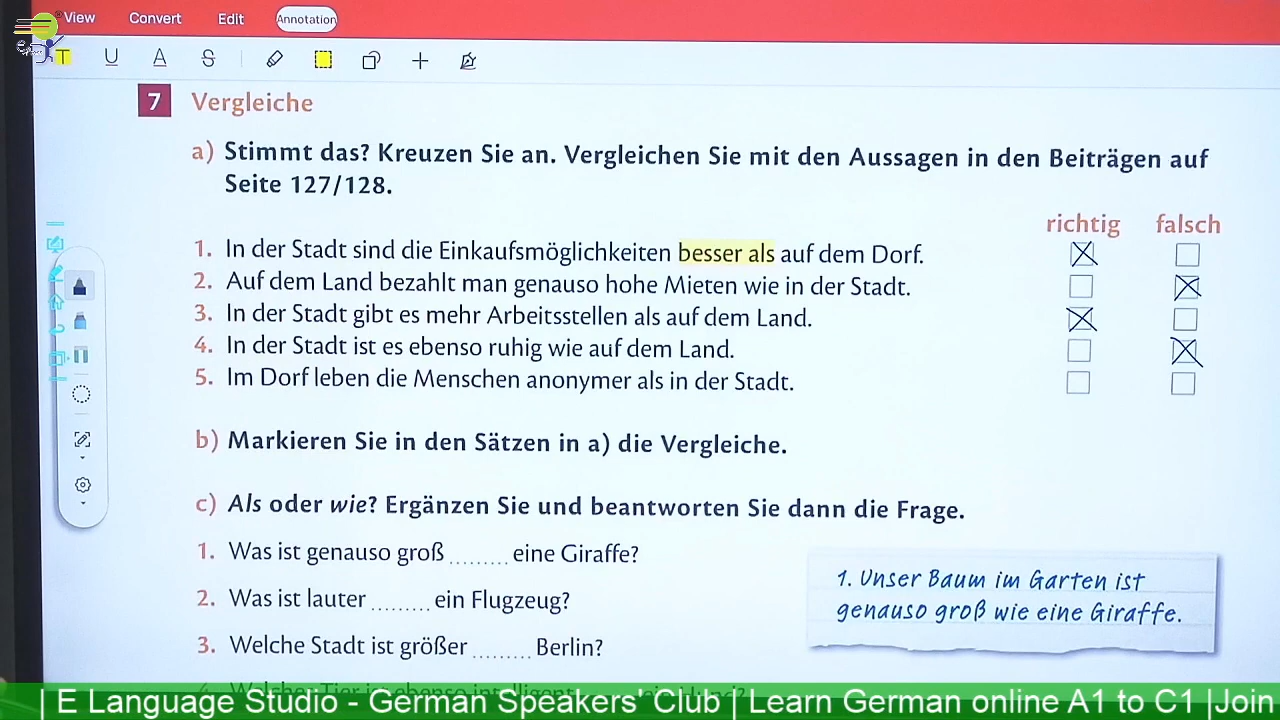 View Convert Edit Annotation
T U A S
7 Vergleiche
a) Stimmt das? Kreuzen Sie an. Vergleichen Sie mit den Aussagen in den Beiträgen auf
Seite 127/128.
richtig falsch
1. In der Stadt sind die Einkaufsmöglichkeiten besser als auf dem Dorf.
2. Auf dem Land bezahlt man genauso hohe Mieten wie in der Stadt.
3. In der Stadt gibt es mehr Arbeitsstellen als auf dem Land.
4. In der Stadt ist es ebenso ruhig wie auf dem Land.
5. Im Dorf leben die Menschen anonymer als in der Stadt.
b) Markieren Sie in den Sätzen in a) die Vergleiche.
c) Als oder wie? Ergänzen Sie und beantworten Sie dann die Frage.
1. Was ist genauso groß ......... eine Giraffe?
2. Was ist lauter ......... ein Flugzeug?
3. Welche Stadt ist größer ......... Berlin?
1. Unser Baum im Garten ist
genauso groß wie eine Giraffe.
| E Language Studio - German Speakers' Club | Learn German online A1 to C1 |Join